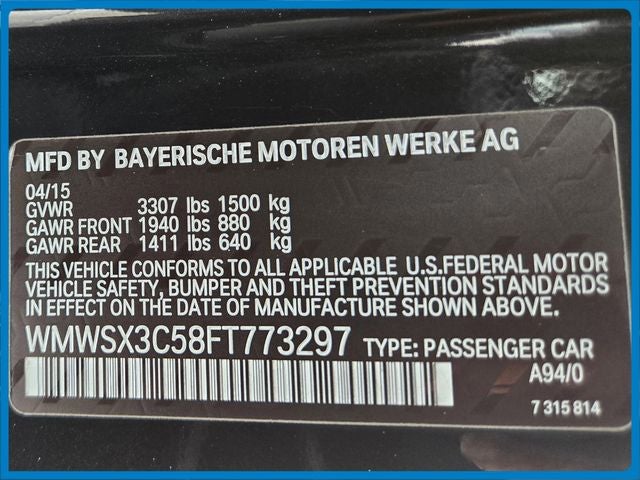 MFD BY BAYERISCHE MOTOREN WERKE AG
04/15
GVWR 3307 lbs 1500 kg
GAWR FRONT 1940 lbs 880 kg
GAWR REAR 1411 lbs 640 kg
THIS VEHICLE CONFORMS TO ALL APPLICABLE U.S.FEDERAL MOTOR
VEHICLE SAFETY, BUMPER AND THEFT PREVENTION STANDARDS
IN EFFECT ON THE DATE OF MANUFACTURE SHOWN ABOVE.
WMWSX3C58FT773297 TYPE: PASSENGER CAR
A94/0
7 315 814